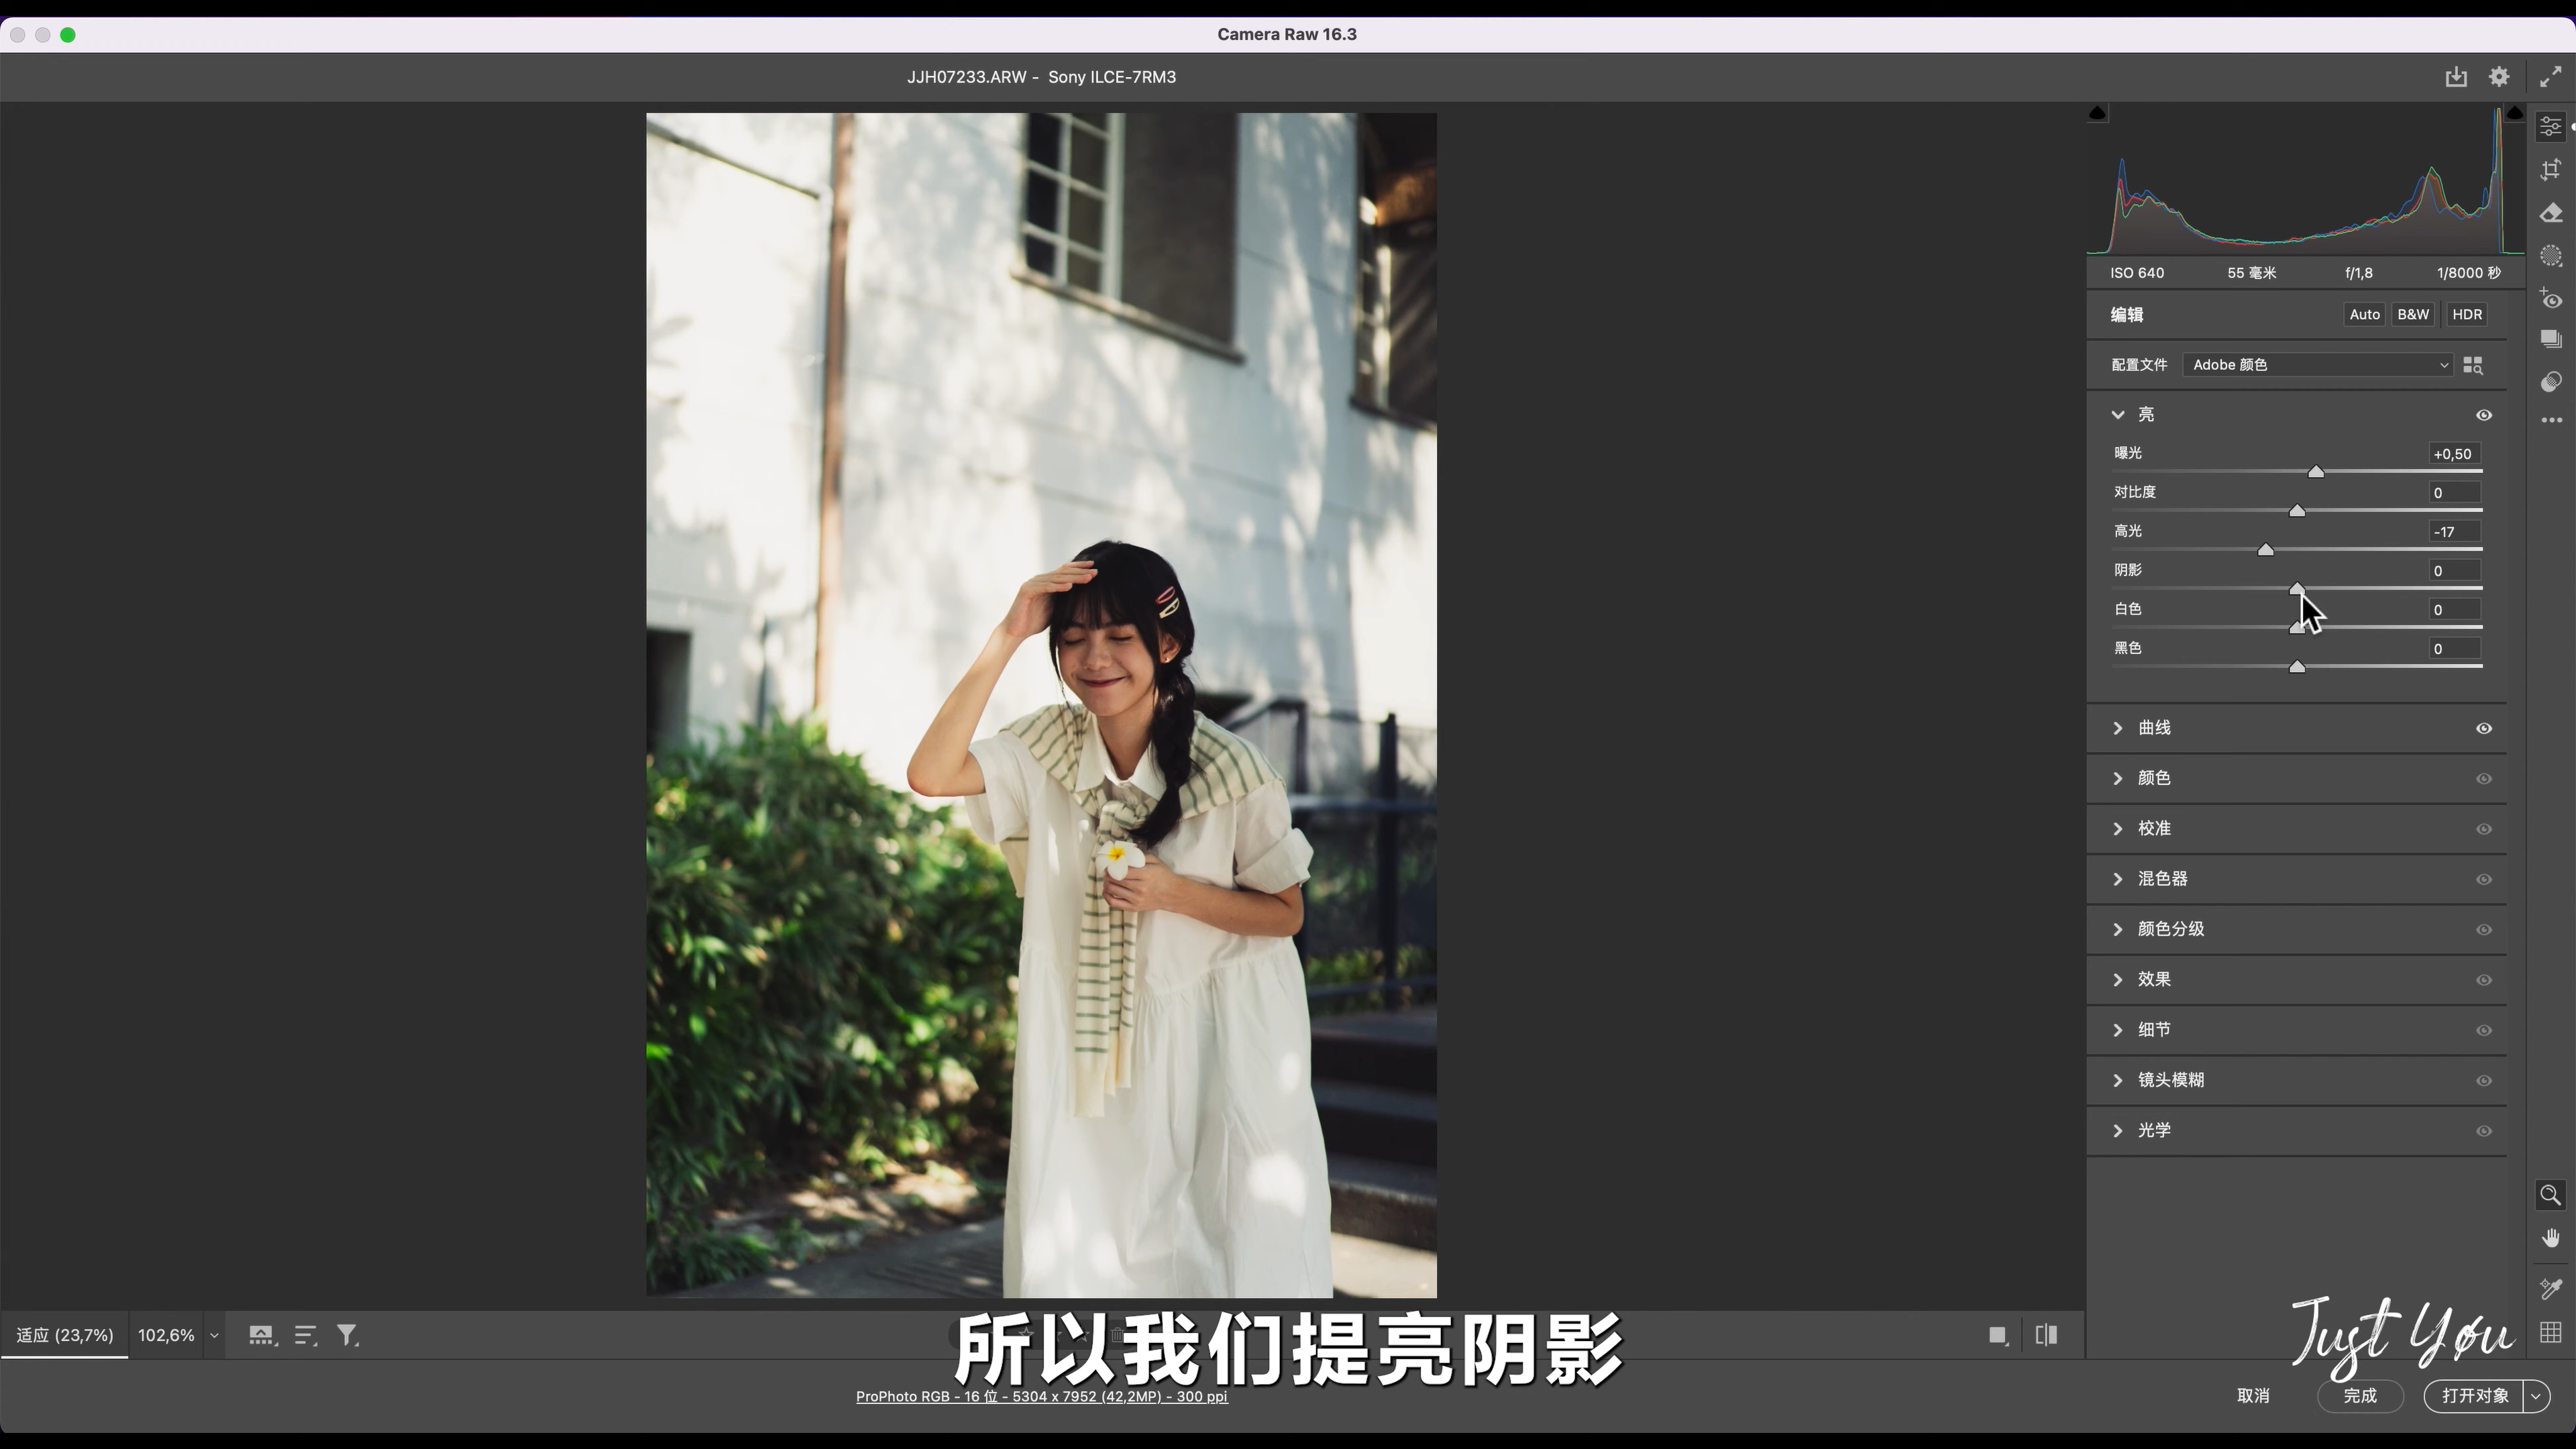 Camera Raw 16.3
JJH07233.ARW - Sony ILCE-7RM3
ISO 640 55 毫米 f/1,8 1/8000 秒
编辑 Auto B&W HDR
配置文件 Adobe 颜色
亮
曝光 +0,50
对比度 0
高光 -17
阴影 0
白色 0
黑色 0
曲线
颜色
校准
混色器
颜色分级
效果
细节
镜头模糊
光学
Just You
适应 (23,7%) 102,6%
所以我们提亮阴影
ProPhoto RGB - 16 位 - 5304 x 7952 (42,2MP) - 300 ppi
取消 完成 打开对象